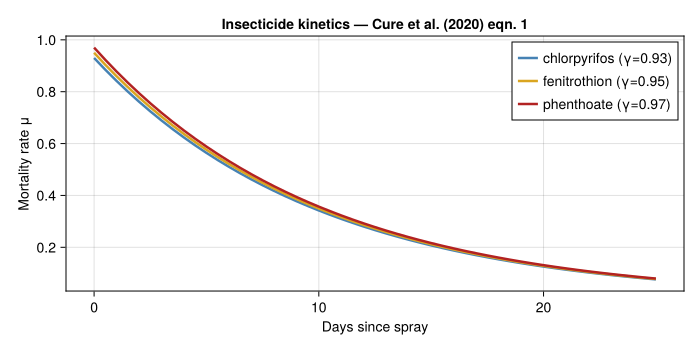 Insecticide kinetics — Cure et al. (2020) eqn. 1
Mortality rate μ
1.0
0.8
0.6
0.4
0.2
chlorpyrifos (γ=0.93)
fenitrothion (γ=0.95)
phenthoate (γ=0.97)
0
10
20
Days since spray